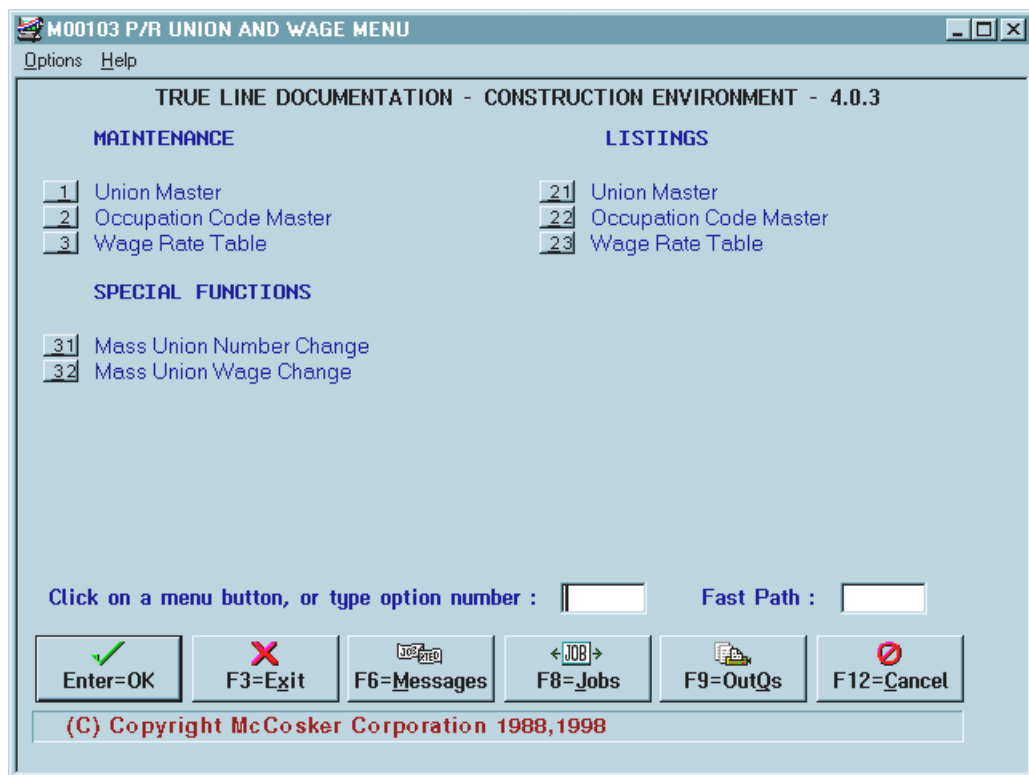 M00103 P/R UNION AND WAGE MENU
Options Help
TRUE LINE DOCUMENTATION - CONSTRUCTION ENVIRONMENT - 4.0.3
MAINTENANCE LISTINGS
1 Union Master 21 Union Master
2 Occupation Code Master 22 Occupation Code Master
3 Wage Rate Table 23 Wage Rate Table
SPECIAL FUNCTIONS
31 Mass Union Number Change
32 Mass Union Wage Change
Click on a menu button, or type option number : Fast Path :
JOB JOB
Enter=OK F3=Exit F6=Messages F8=Jobs F9=OutQs F12=Cancel
(C) Copyright McCosker Corporation 1988,1998